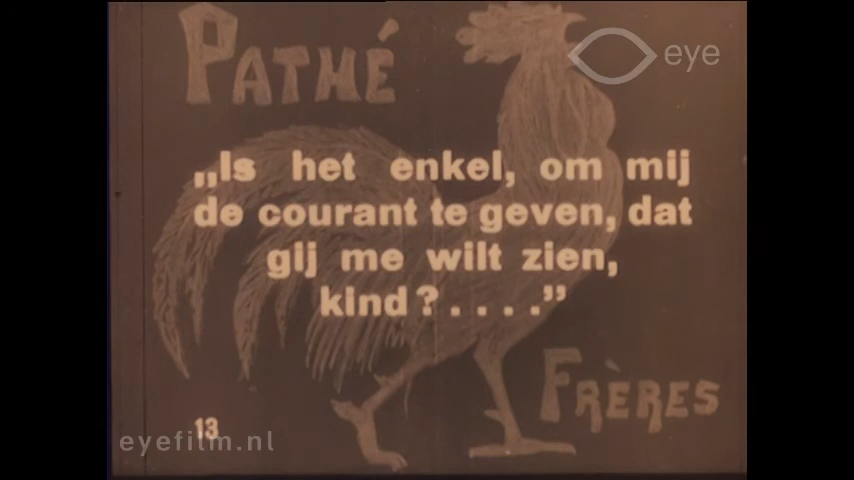 PATHÉ
eye
„Is het enkel, om mij
de courant te geven, dat
gij me wilt zien,
kind?....”
FRÈRES
13
eyefilm.nl